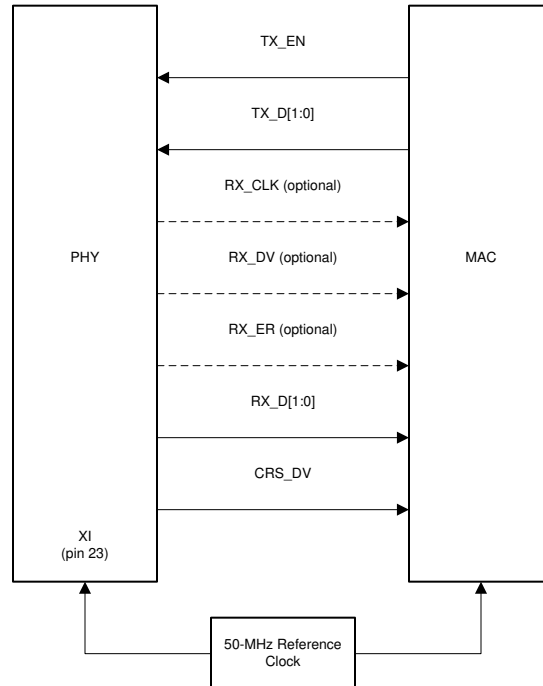 TX_EN
TX_D[1:0]
RX_CLK (optional)
PHY
RX_DV (optional)
MAC
RX_ER (optional)
RX_D[1:0]
CRS_DV
XI
(pin 23)
50-MHz Reference
Clock